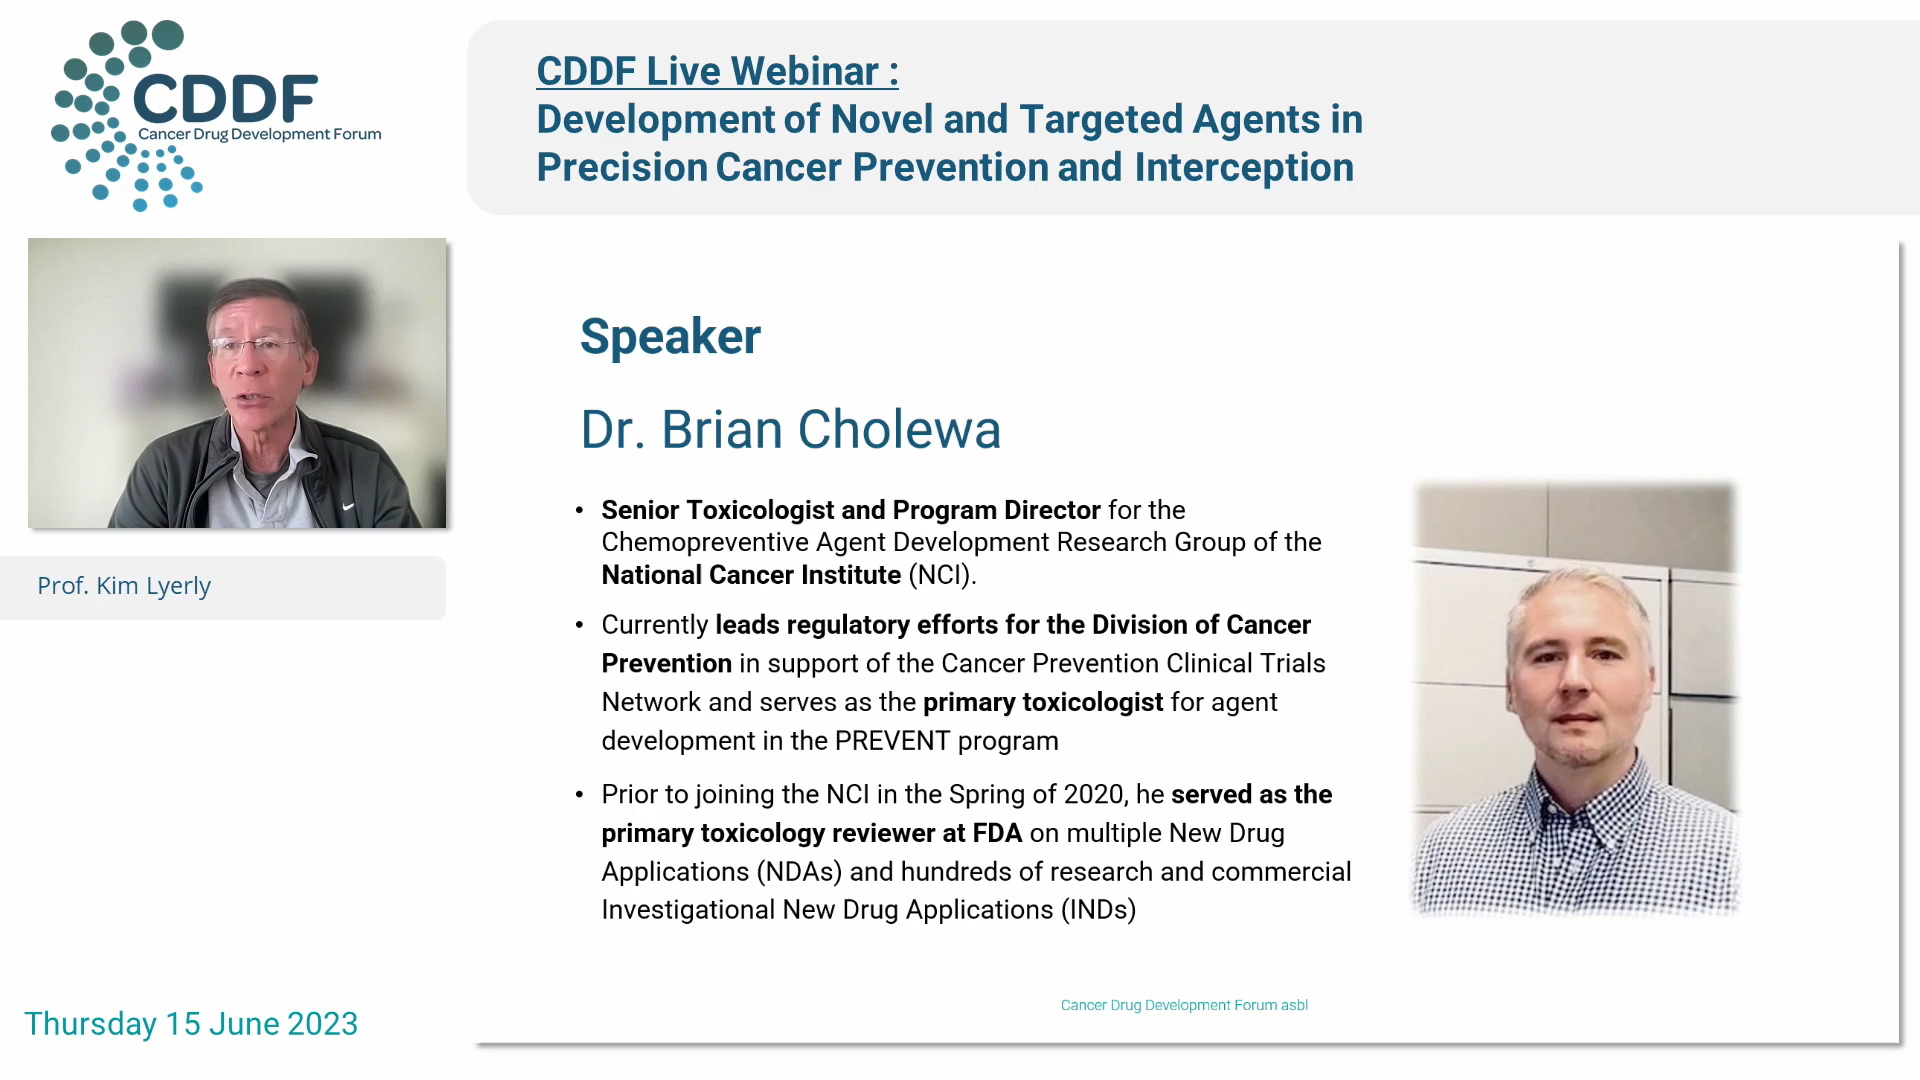 CDDF
Cancer Drug Development Forum
CDDF Live Webinar :
Development of Novel and Targeted Agents in
Precision Cancer Prevention and Interception
Prof. Kim Lyerly
Speaker
Dr. Brian Cholewa
• Senior Toxicologist and Program Director for the
Chemopreventive Agent Development Research Group of the
National Cancer Institute (NCI).
• Currently leads regulatory efforts for the Division of Cancer
Prevention in support of the Cancer Prevention Clinical Trials
Network and serves as the primary toxicologist for agent
development in the PREVENT program
• Prior to joining the NCI in the Spring of 2020, he served as the
primary toxicology reviewer at FDA on multiple New Drug
Applications (NDAs) and hundreds of research and commercial
Investigational New Drug Applications (INDs)
Cancer Drug Development Forum asbl
Thursday 15 June 2023